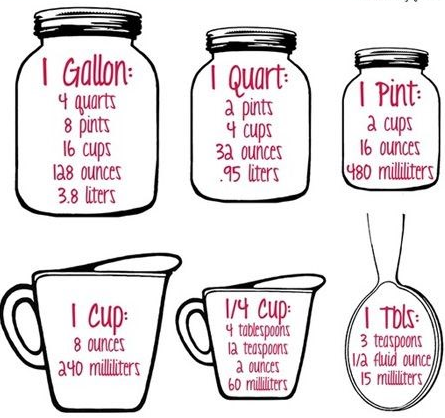 1 Gallon:
4 quarts
8 pints
16 cups
128 ounces
3.8 liters
1 Quart:
2 pints
4 cups
32 ounces
.95 liters
1 Pint:
2 cups
16 ounces
480 milliliters
1 Cup:
8 ounces
240 milliliters
1/4 Cup:
4 tablespoons
12 teaspoons
2 ounces
60 milliliters
1 Tbls:
3 teaspoons
1/2 fluid ounce
15 milliliters